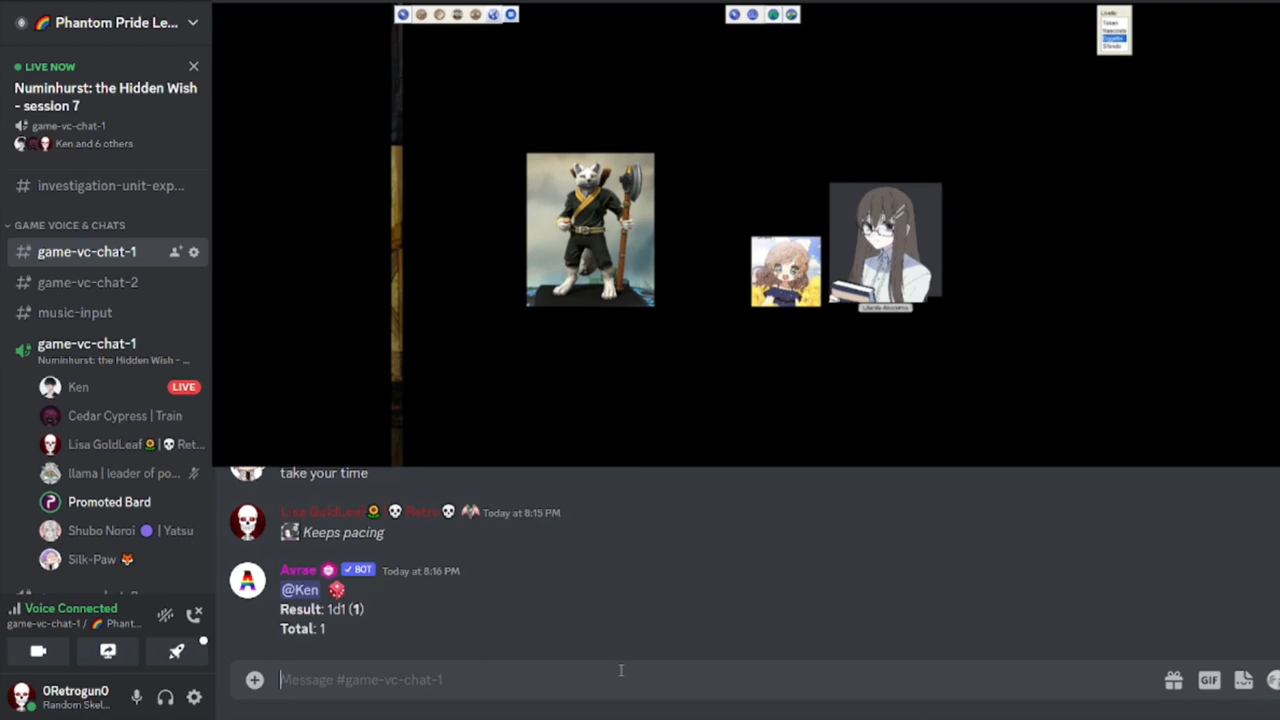 🌈 Phantom Pride Le...
LIVE NOW
Numinhurst: the Hidden Wish
- session 7
game-vc-chat-1
Ken and 6 others
investigation-unit-exp...
GAME VOICE & CHATS
game-vc-chat-1
game-vc-chat-2
music-input
game-vc-chat-1
Numinhurst: the Hidden Wish - ...
Ken
LIVE
Cedar Cypress | Train
Lisa GoldLeaf🌻 | 💀 Ret...
llama | leader of po...
Promoted Bard
Shubo Noroi 🟣 | Yatsu
Silk-Paw 🦊
Voice Connected
game-vc-chat-1 / 🌈 Phant...
0Retrogun0
Random Skel...
take your time
Lisa GoldLeaf🌻 | 💀 Retro💀 Today at 8:15 PM
Keeps pacing
Avrae ✓ BOT Today at 8:16 PM
@Ken 🎲
Result: 1d1 (1)
Total: 1
Message #game-vc-chat-1
GIF